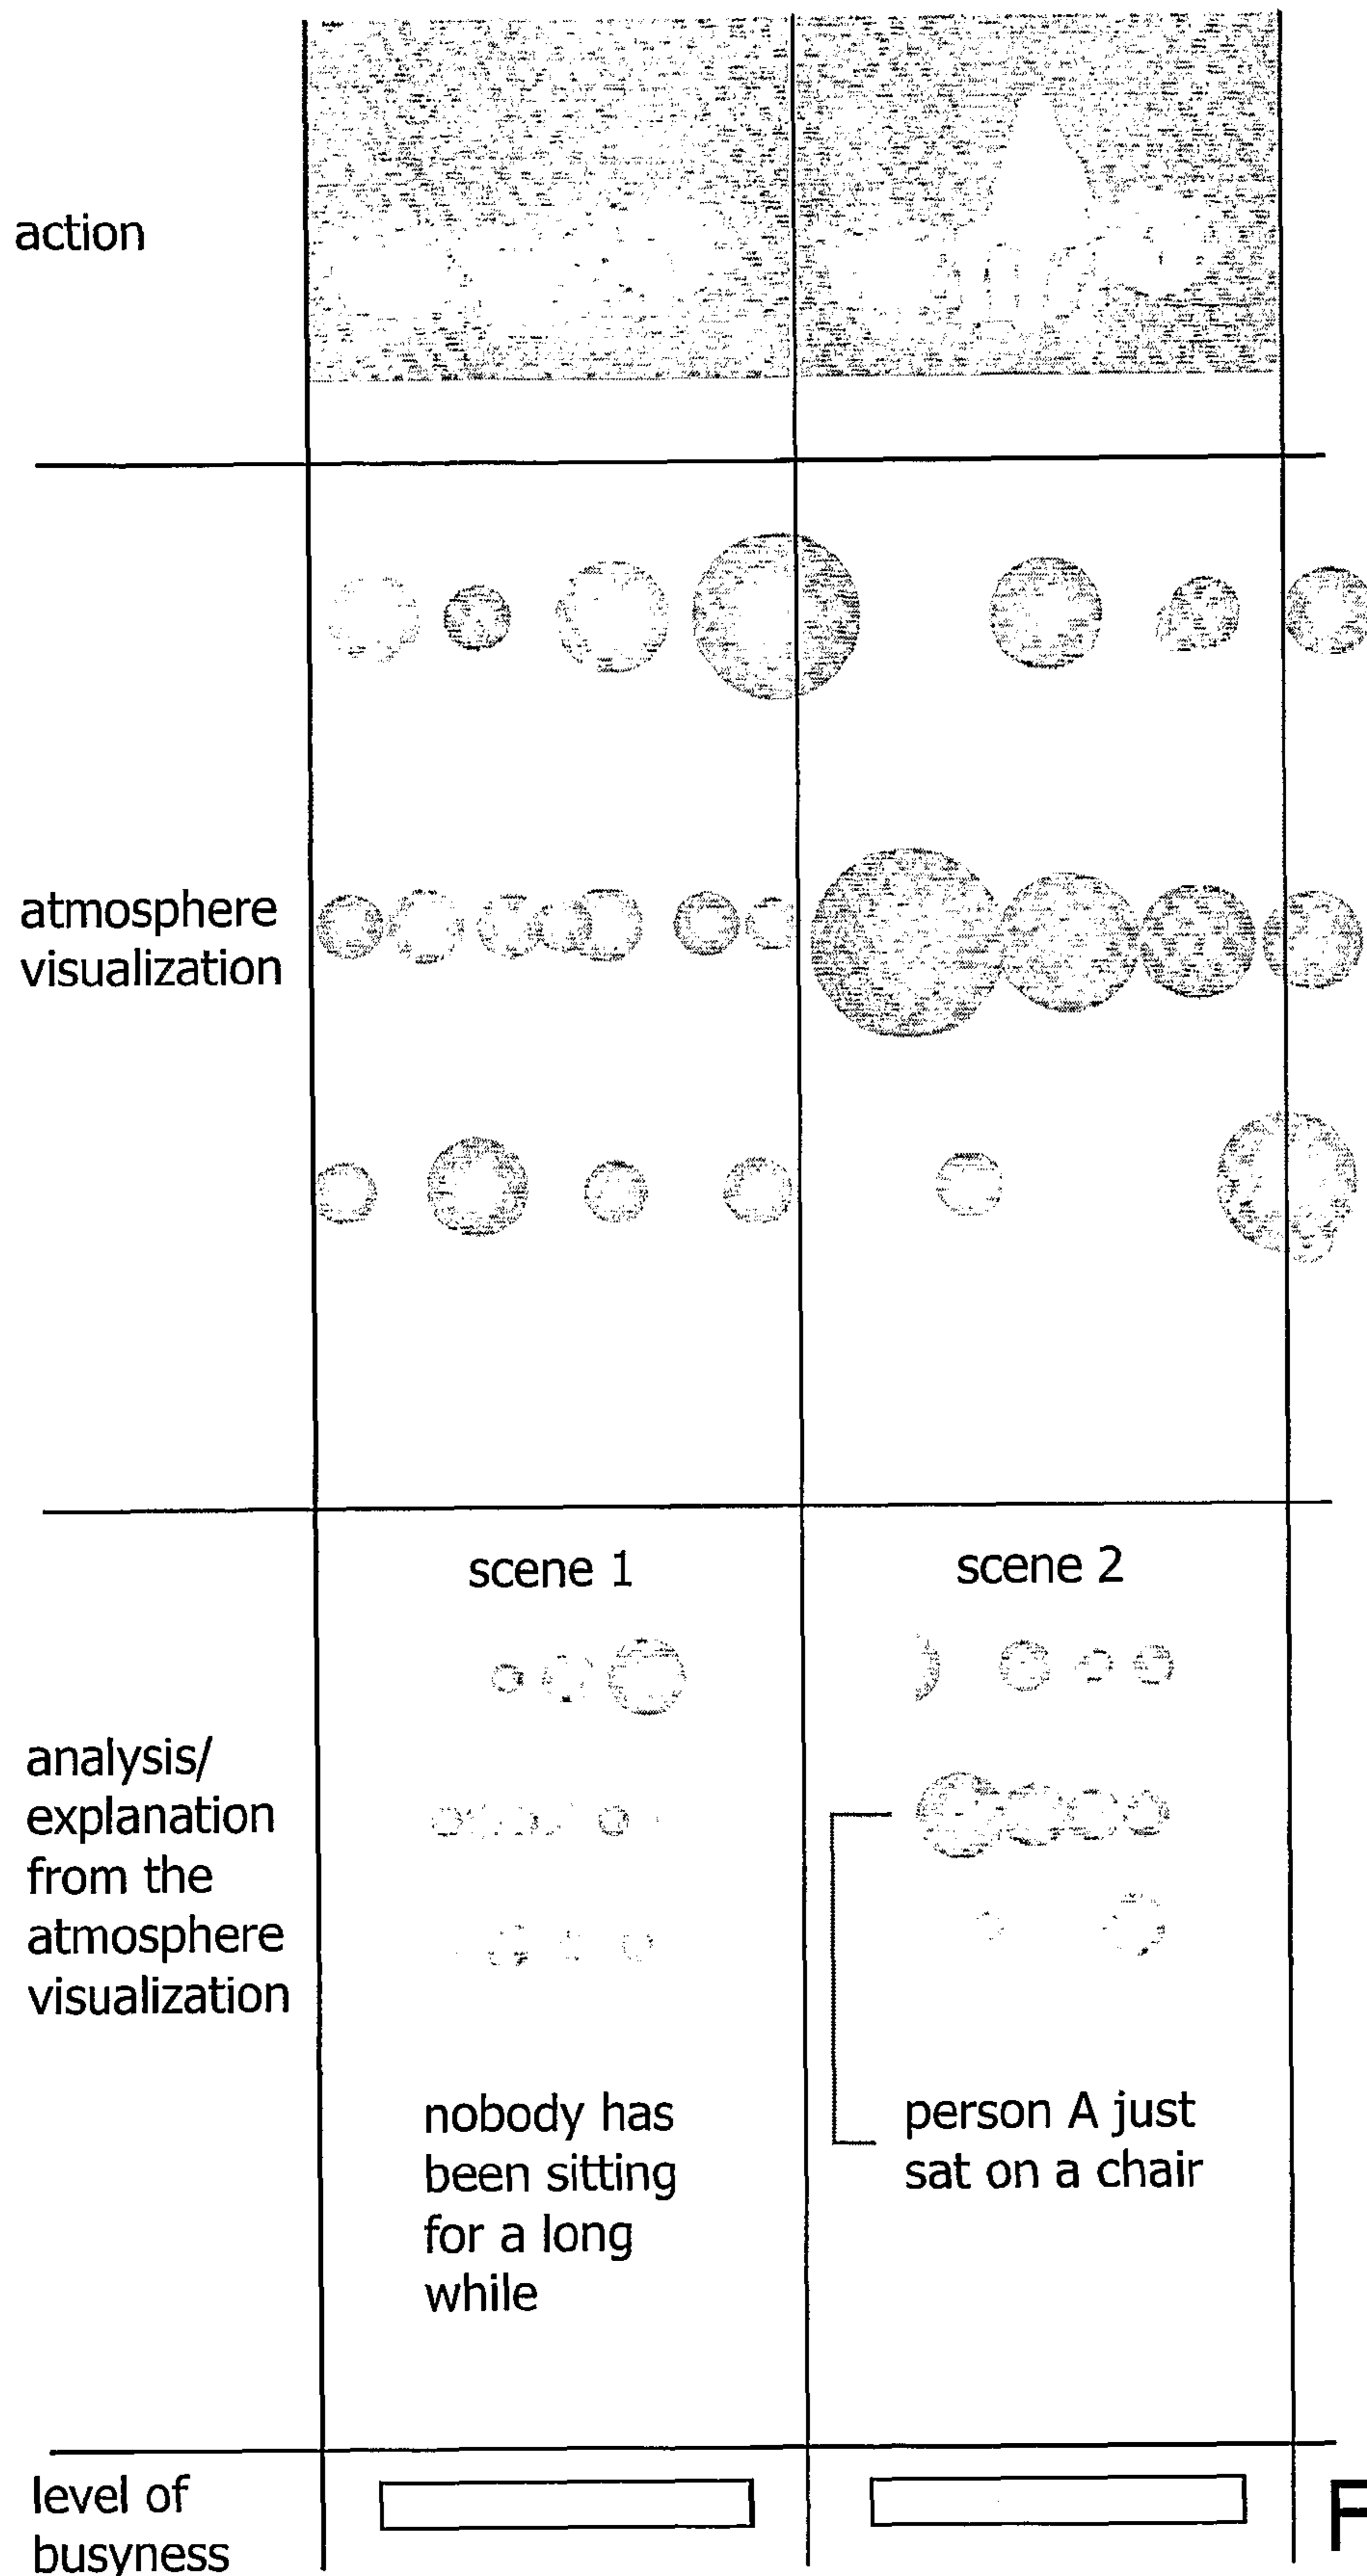 action
atmosphere
visualization
scene 1
scene 2
analysis/
explanation
from the
atmosphere
visualization
nobody has
been sitting
for a long
while
person A just
sat on a chair
level of
busyness
F